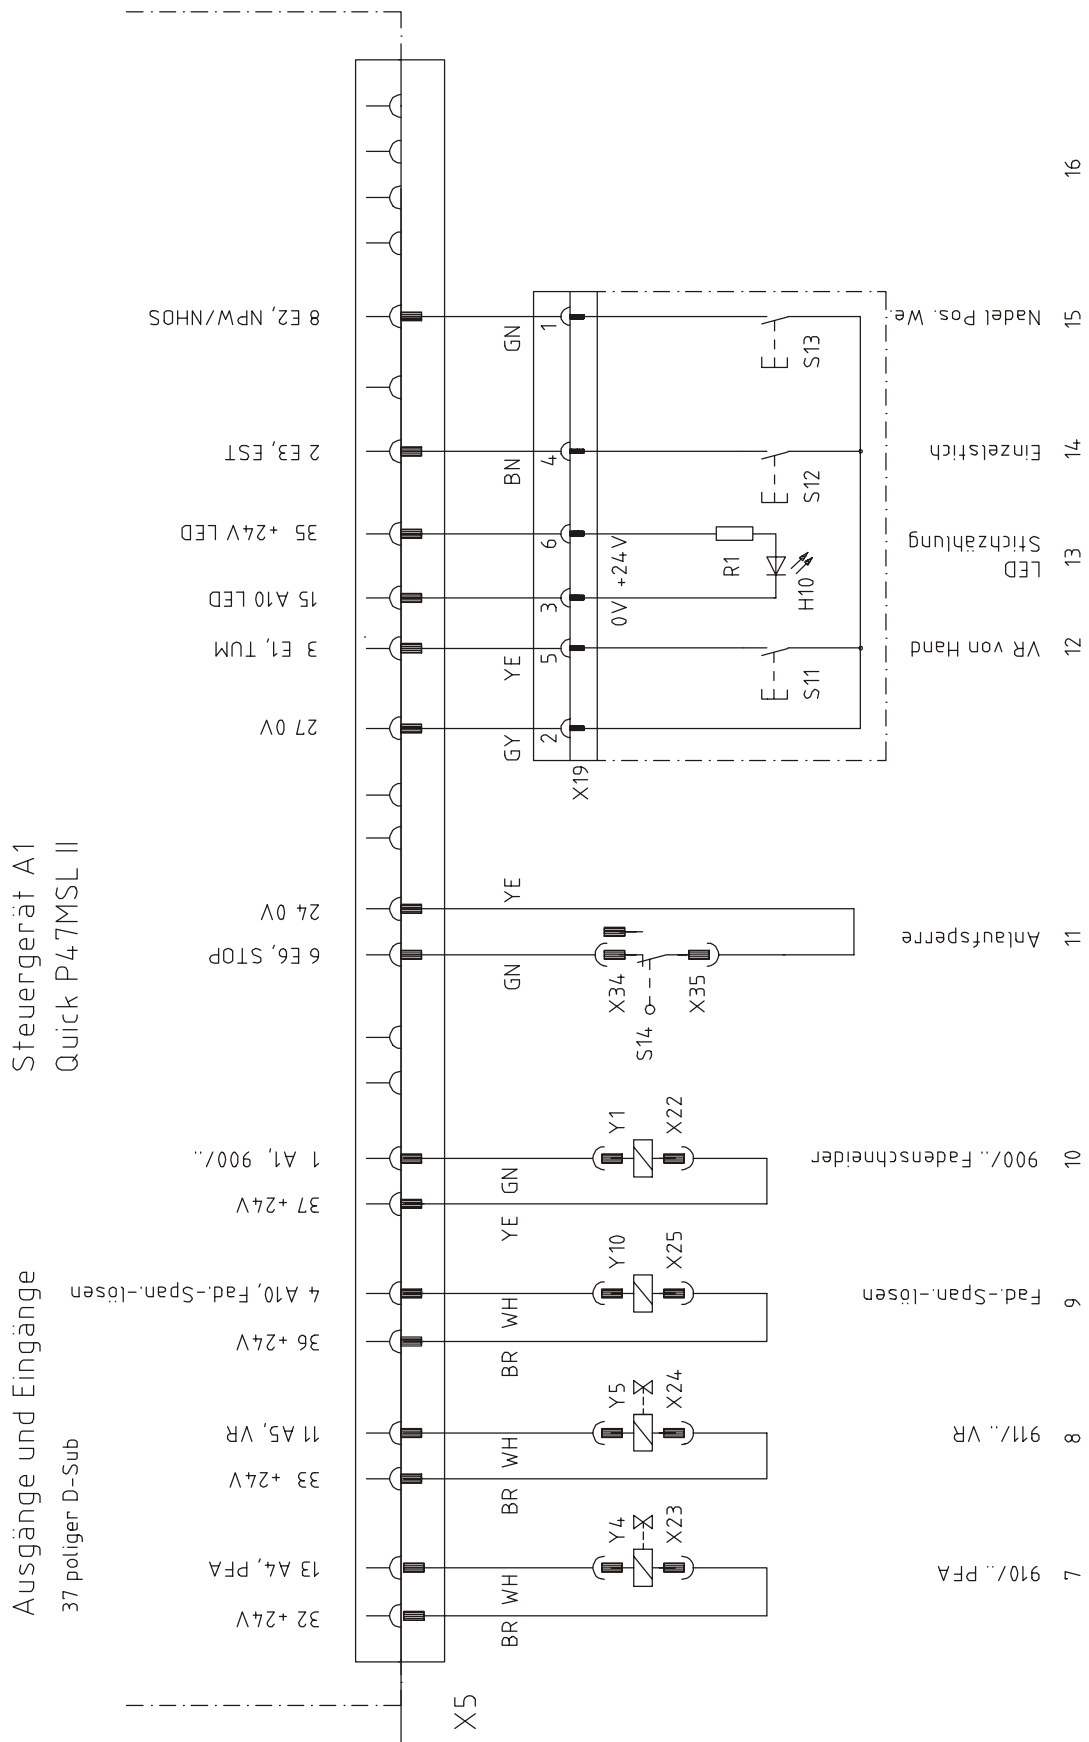 Ausgänge und Eingänge
37 poliger D-Sub
Steuergerät A1
Quick P47MSL II
32 +24V
13 A4, PFA
33 +24V
11 A5, VR
36 +24V
4 A10, Fad.-Span.-lösen
37 +24V
1 A1, 900/..
6 E6, STOP
24 0V
27 0V
3 E1, TUM
15 A10 LED
35 +24V LED
2 E3, EST
8 E2, NPW/NHOS
X5
BR
WH
BR
WH
BR
WH
YE
GN
GN
YE
GY
YE
BN
GN
X19
2
5
3
6
4
1
0V
+24V
Y4
X23
Y5
X24
Y10
X25
Y1
X22
S14
X34
X35
S11
H10
R1
S12
S13
910/.. PFA
911/.. VR
Fad.-Span.-lösen
900/.. Fadenschneider
Anlaufsperre
VR von Hand
LED
Stichzählung
Einzelstich
Nadel Pos. We.
7
8
9
10
11
12
13
14
15
16